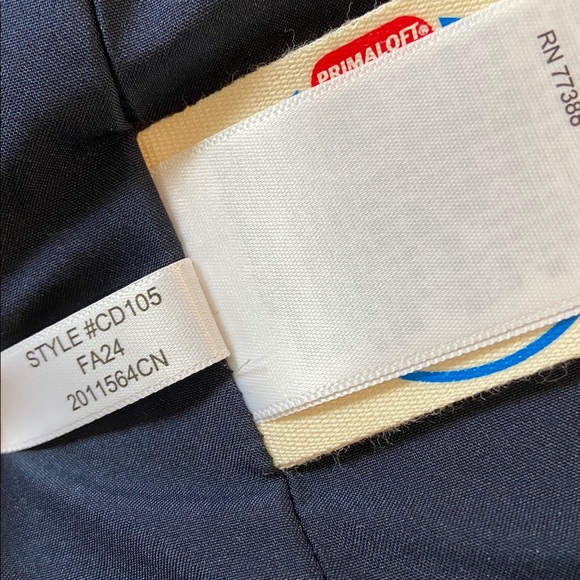 PRIMALOFT®
RN 77388
STYLE #CD105
FA24
2011564CN